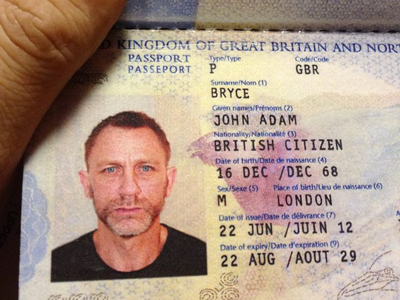 D KINGDOM OF GREAT BRITAIN AND NOR
PASSPORT Type/Type Code/Code
PASSEPORT P GBR
Surname/Nom (1)
BRYCE
Given names/Prénoms (2)
JOHN ADAM
Nationality/Nationalité (3)
BRITISH CITIZEN
Date of birth/Date de naissance (4)
16 DEC /DEC 68
Sex/Sexe (5) Place of birth/Lieu de naissance (6)
M LONDON
Date of issue/Date de délivrance (7)
22 JUN /JUIN 12
Date of expiry/Date d'expiration (9)
22 AUG /AOUT 29